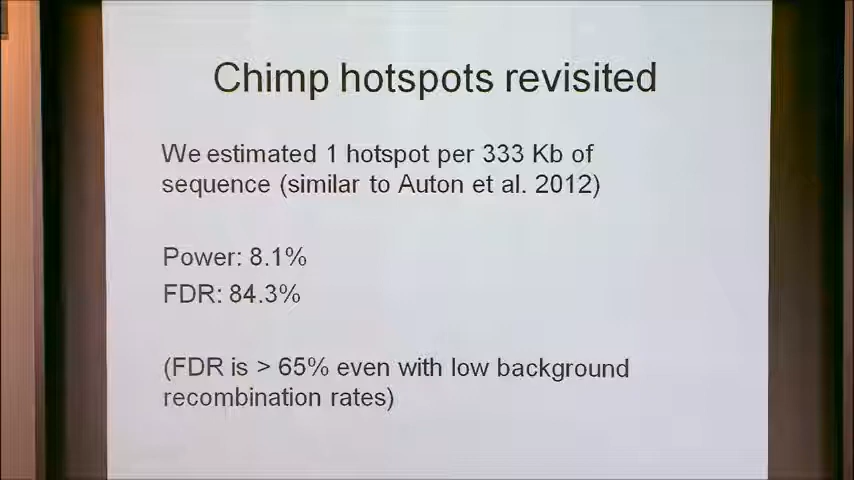 Chimp hotspots revisited
We estimated 1 hotspot per 333 Kb of
sequence (similar to Auton et al. 2012)
Power: 8.1%
FDR: 84.3%
(FDR is > 65% even with low background
recombination rates)